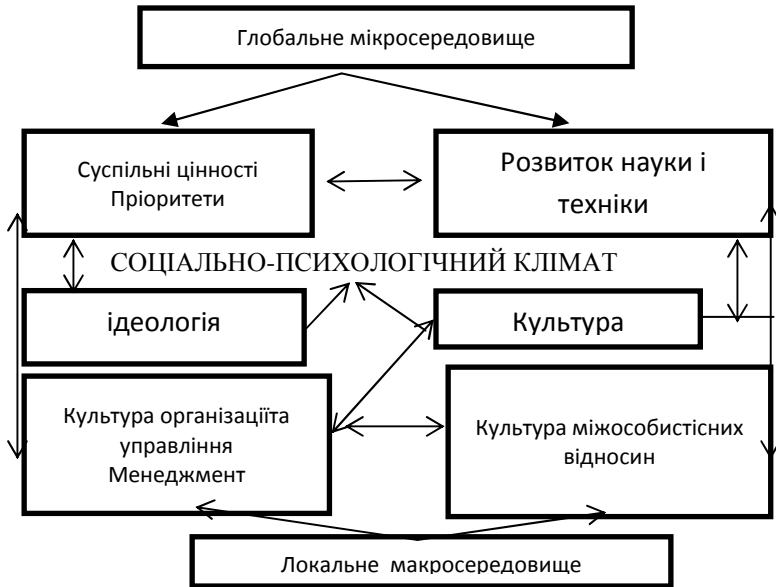 Глобальне мікросередовище
Суспільні цінності
Пріоритети
Розвиток науки і
техніки
СОЦІАЛЬНО-ПСИХОЛОГІЧНИЙ КЛІМАТ
ідеологія
Культура
Культура організаціїта
управління
Менеджмент
Культура міжособистісних
відносин
Локальне макросередовище